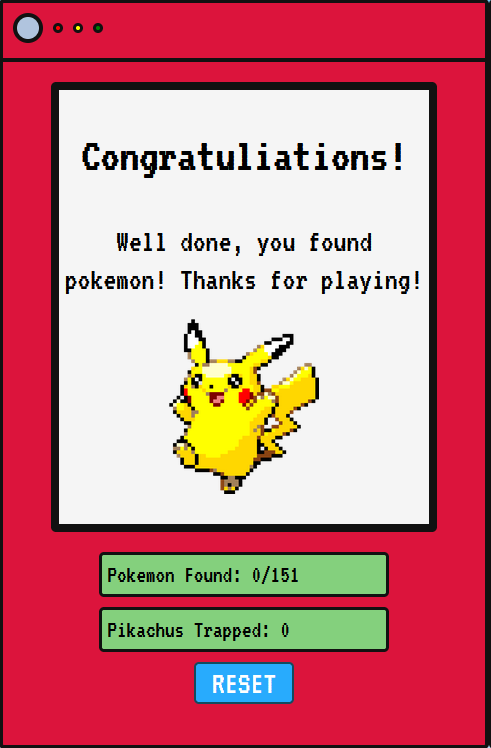 Congratuliations!
Well done, you found
pokemon! Thanks for playing!
Pokemon Found: 0/151
Pikachus Trapped: 0
RESET